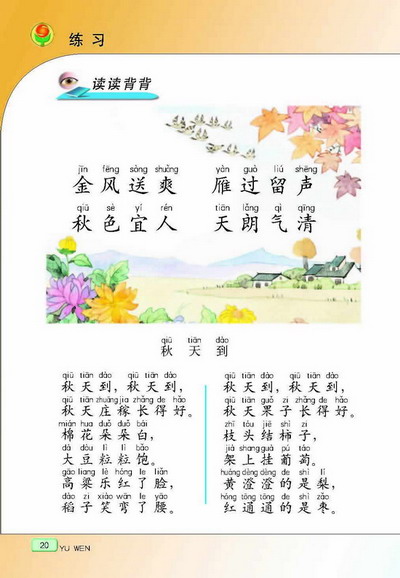 练习
读读背背
jīn fēng sòng shuǎng yàn guò liú shēng
金风送爽 雁过留声
qiū sè yí rén tiān lǎng qì qīng
秋色宜人 天朗气清
qiū tiān dào
秋天到
qiū tiān dào qiū tiān dào
秋天到，秋天到，
qiū tiān zhuāng jia zhǎng de hǎo
秋天庄稼长得好。
mián hua duǒ duǒ bái
棉花朵朵白，
dà dòu lì lì bǎo
大豆粒粒饱。
gāo liang lè hóng le liǎn
高粱乐红了脸，
dào zi xiào wān le yāo
稻子笑弯了腰。
qiū tiān dào qiū tiān dào
秋天到，秋天到，
qiū tiān guǒ zi zhǎng de hǎo
秋天果子长得好。
zhī tóu jiē shì zi
枝头结柿子，
jià shang guà pú táo
架上挂葡萄。
huáng dēng dēng de shì lí
黄澄澄的是梨，
hóng tōng tōng de shì zǎo
红通通的是枣。
20 YU WEN